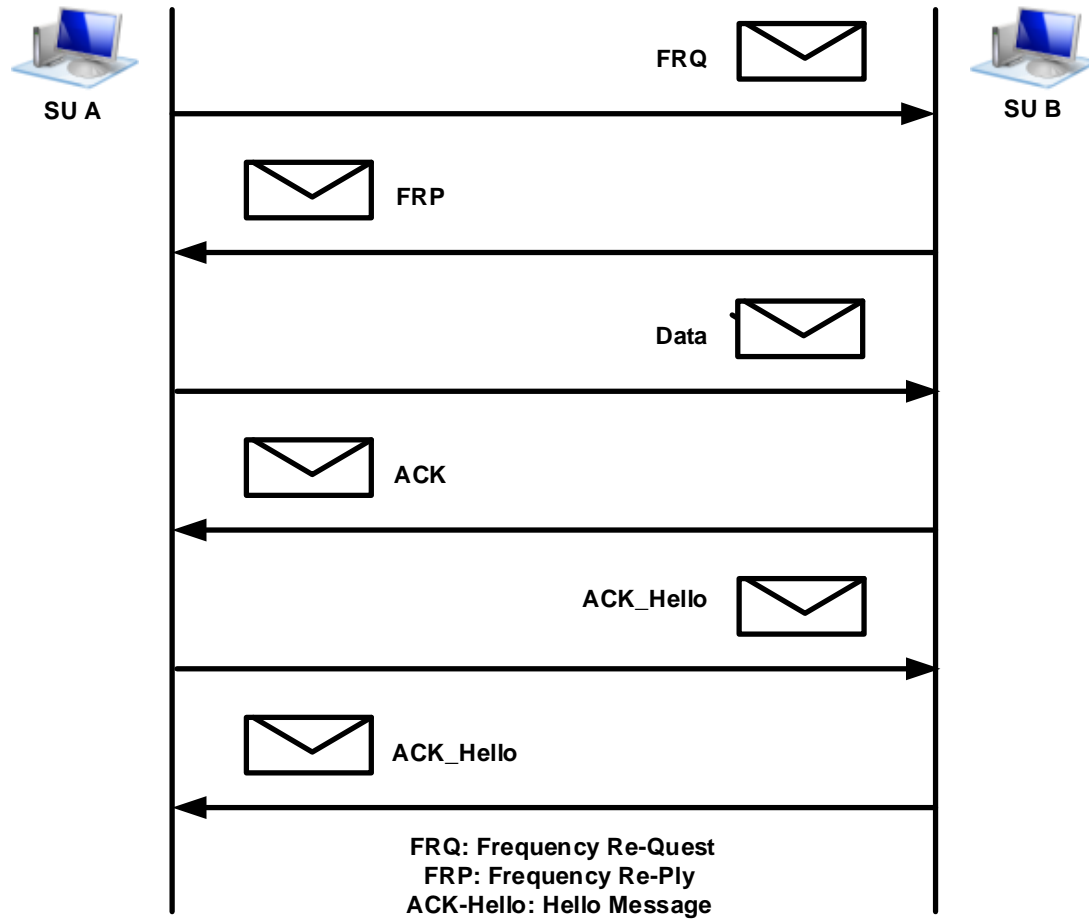 FRQ
SU A
SU B
FRP
Data
ACK
ACK_Hello
ACK_Hello
FRQ: Frequency Re-Quest
FRP: Frequency Re-Ply
ACK-Hello: Hello Message